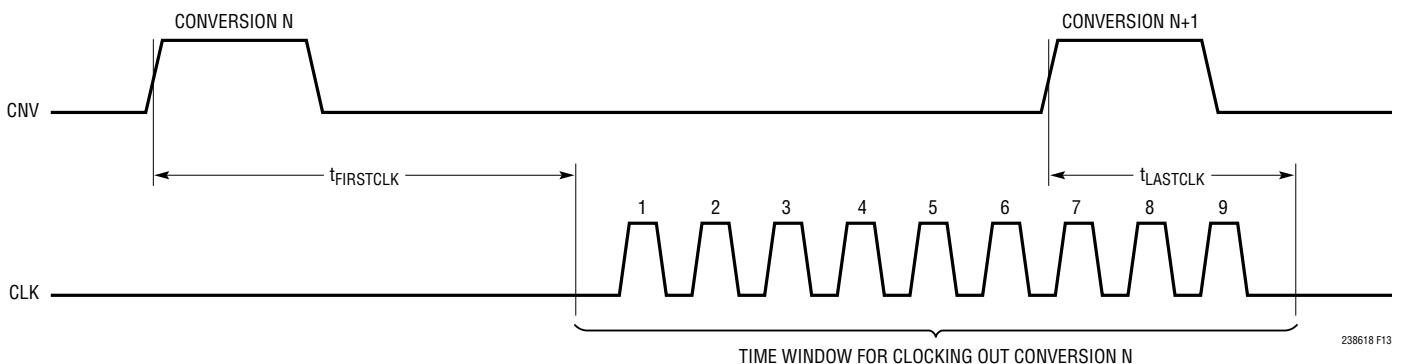 CONVERSION N
CONVERSION N+1
CNV
tFIRSTCLK
tLASTCLK
1 2 3 4 5 6 7 8 9
CLK
TIME WINDOW FOR CLOCKING OUT CONVERSION N
238618 F13